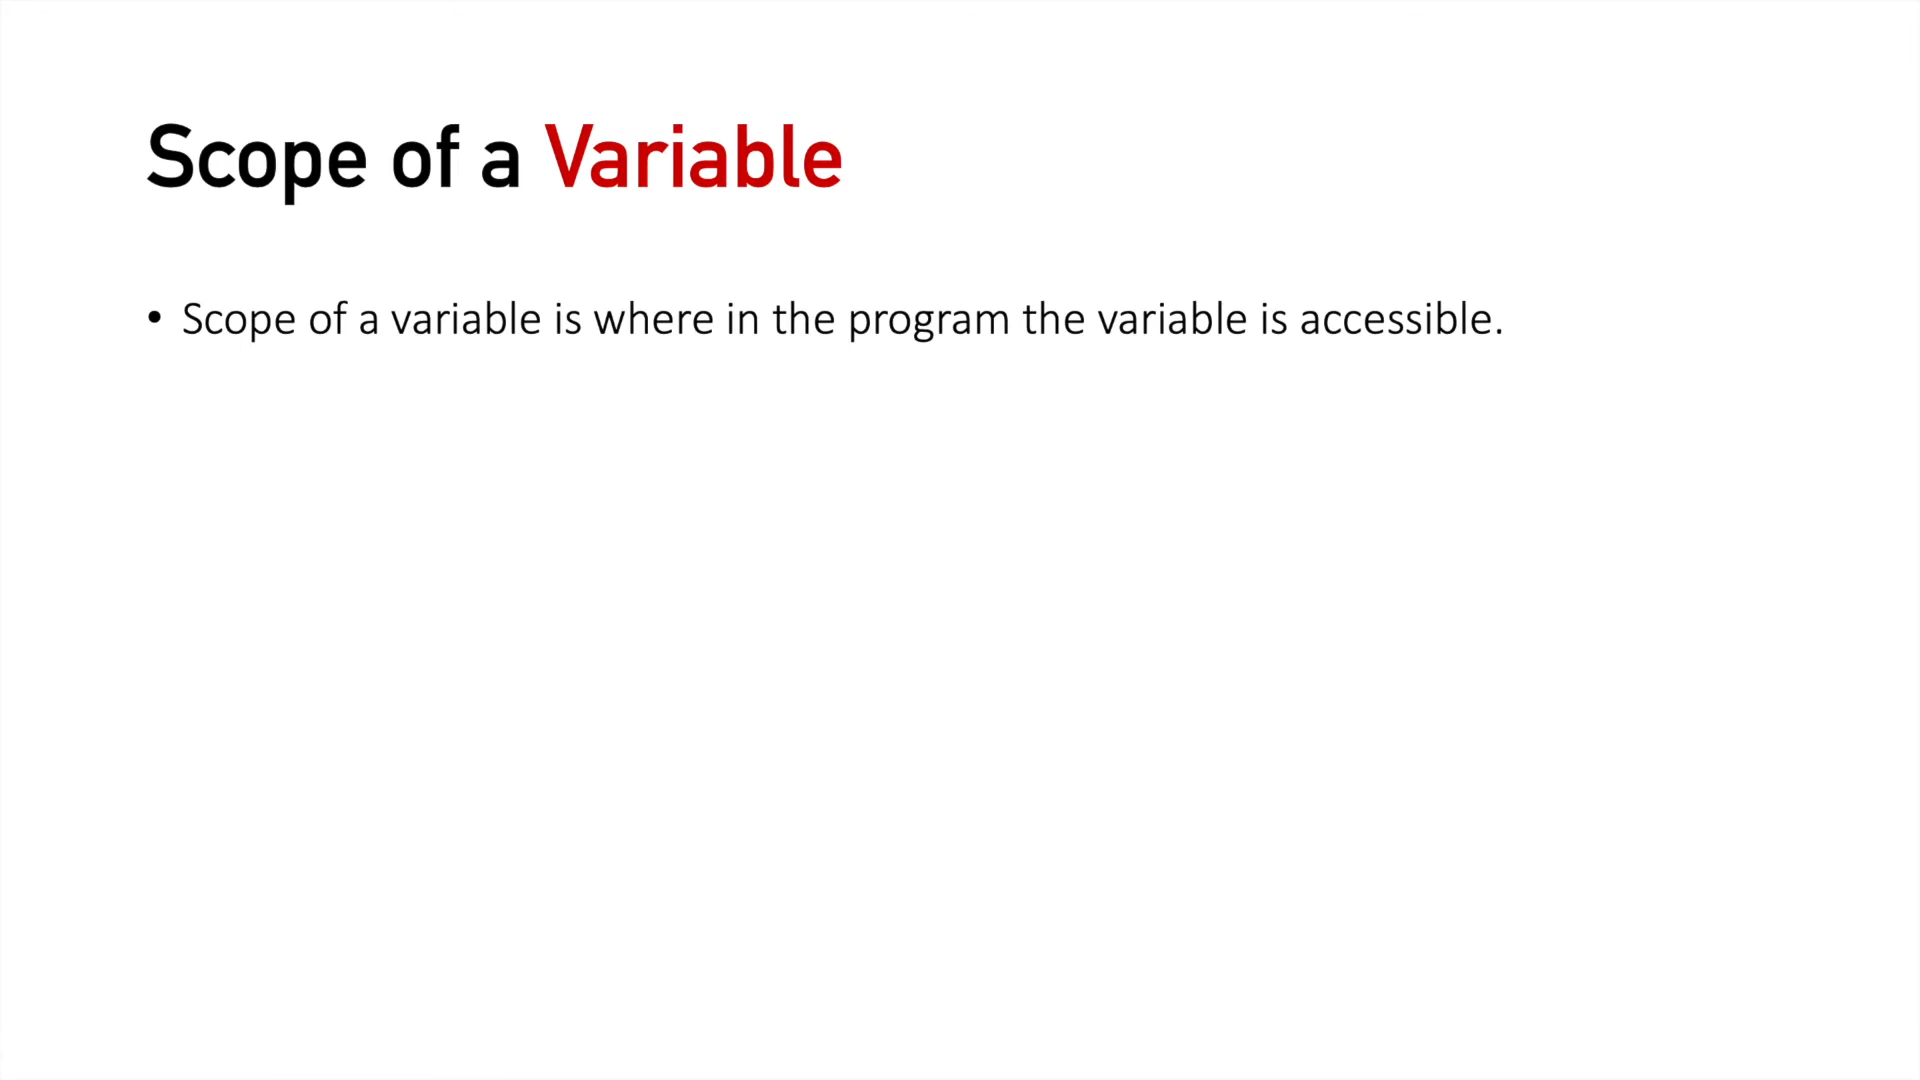 Scope of a Variable
• Scope of a variable is where in the program the variable is accessible.